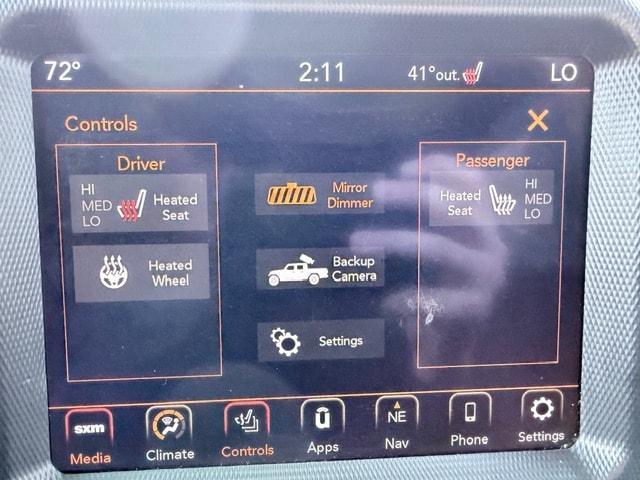 72° 2:11 41°out. LO
Controls X
Driver
HI
MED
LO
Heated
Seat
Heated
Wheel
Mirror
Dimmer
Backup
Camera
Settings
Passenger
Heated
Seat
HI
MED
LO
sxm
Media
Climate
Controls
Apps
NE
Nav
Phone
Settings